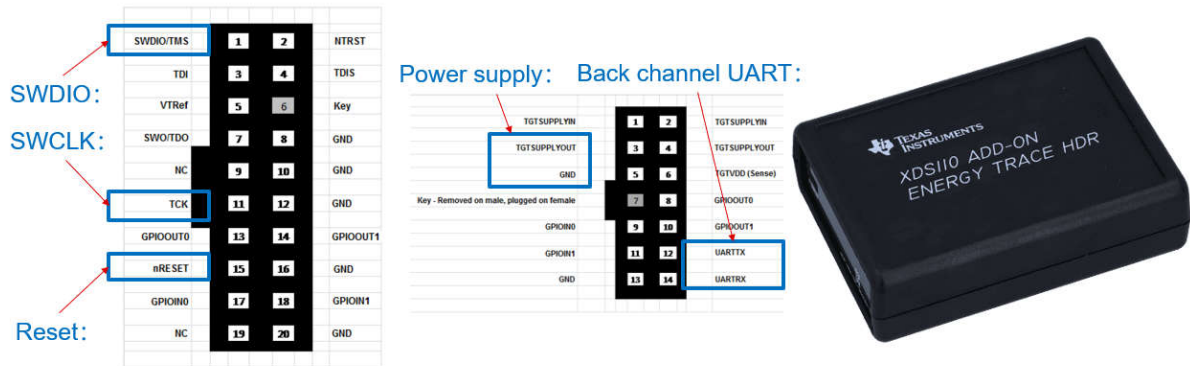 SWDIO:
SWCLK:
Reset:
SWDIO/TMS 1 2 NTRST
TDI 3 4 TDIS
VTRef 5 6 Key
SWO/TDO 7 8 GND
NC 9 10 GND
TCK 11 12 GND
GPIOOUT0 13 14 GPIOOUT1
nRESET 15 16 GND
GPIOIN0 17 18 GPIOIN1
NC 19 20 GND
Power supply: Back channel UART:
TGTSUPPLYIN 1 2 TGTSUPPLYIN
TGTSUPPLYOUT 3 4 TGTSUPPLYOUT
GND 5 6 TGTVDD (Sense)
Key - Removed on male, plugged on female 7 8 GPIOOUT0
GPIOIN0 9 10 GPIOOUT1
GPIOIN1 11 12 UARTTX
GND 13 14 UARTRX
TEXAS
INSTRUMENTS
XDS110 ADD-ON
ENERGY TRACE HDR